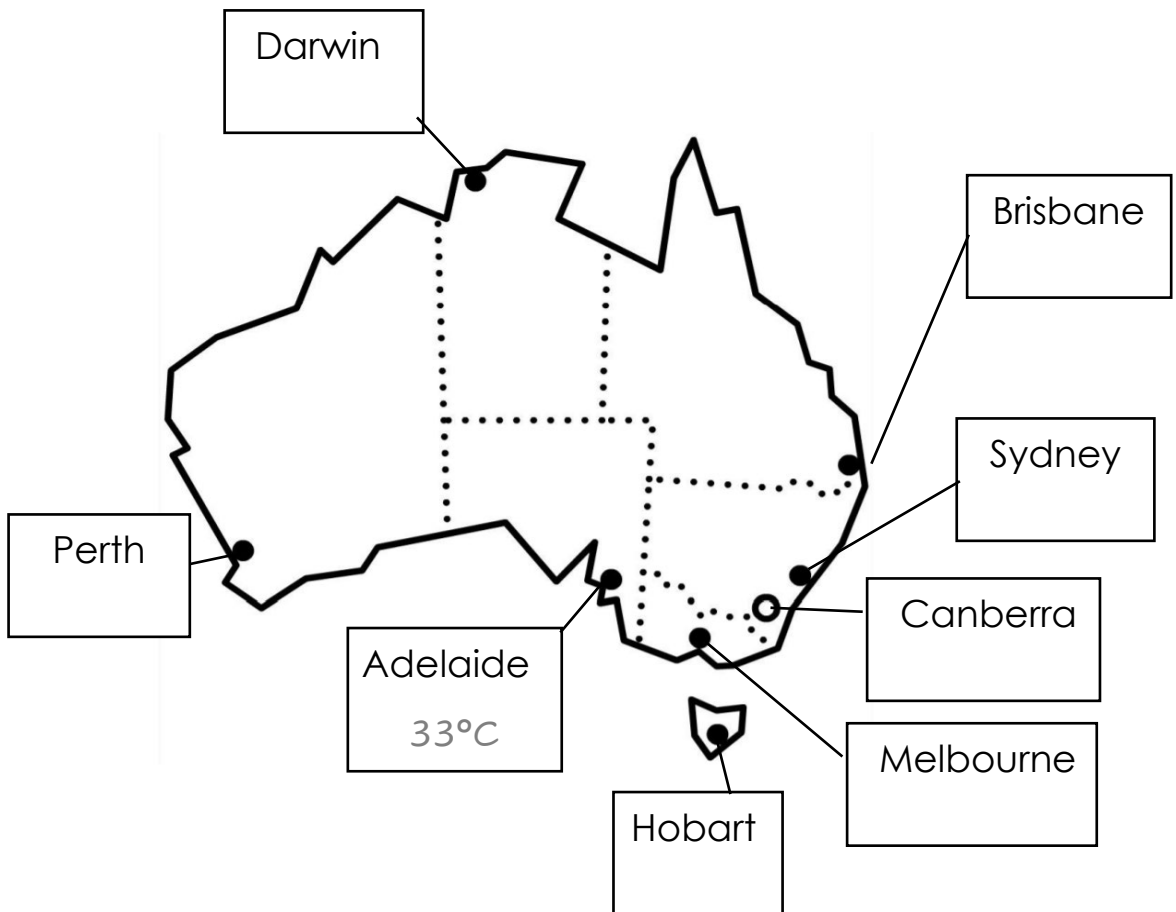 Darwin
Brisbane
Sydney
Perth
Canberra
Adelaide
33°C
Melbourne
Hobart